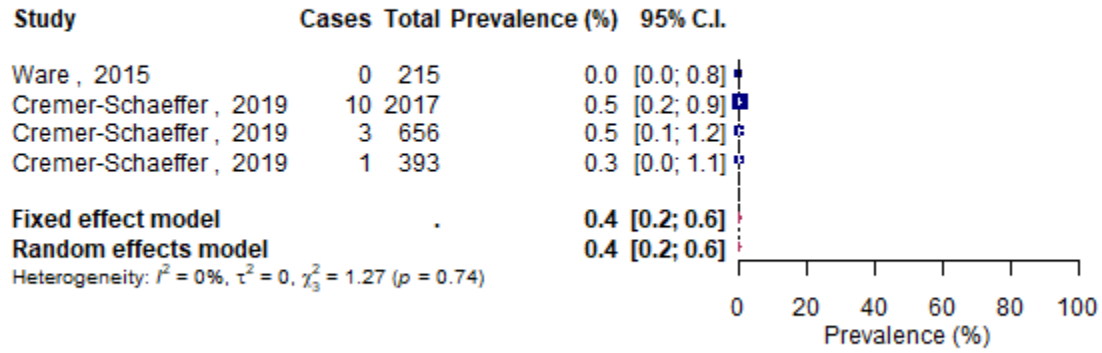 Study Cases Total Prevalence (%) 95% C.I.
Ware , 2015 0 215 0.0 [0.0; 0.8]
Cremer-Schaeffer , 2019 10 2017 0.5 [0.2; 0.9]
Cremer-Schaeffer , 2019 3 656 0.5 [0.1; 1.2]
Cremer-Schaeffer , 2019 1 393 0.3 [0.0; 1.1]
Fixed effect model . 0.4 [0.2; 0.6]
Random effects model 0.4 [0.2; 0.6]
Heterogeneity: I² = 0%, τ² = 0, χ²₃ = 1.27 (p = 0.74)
0 20 40 60 80 100
Prevalence (%)